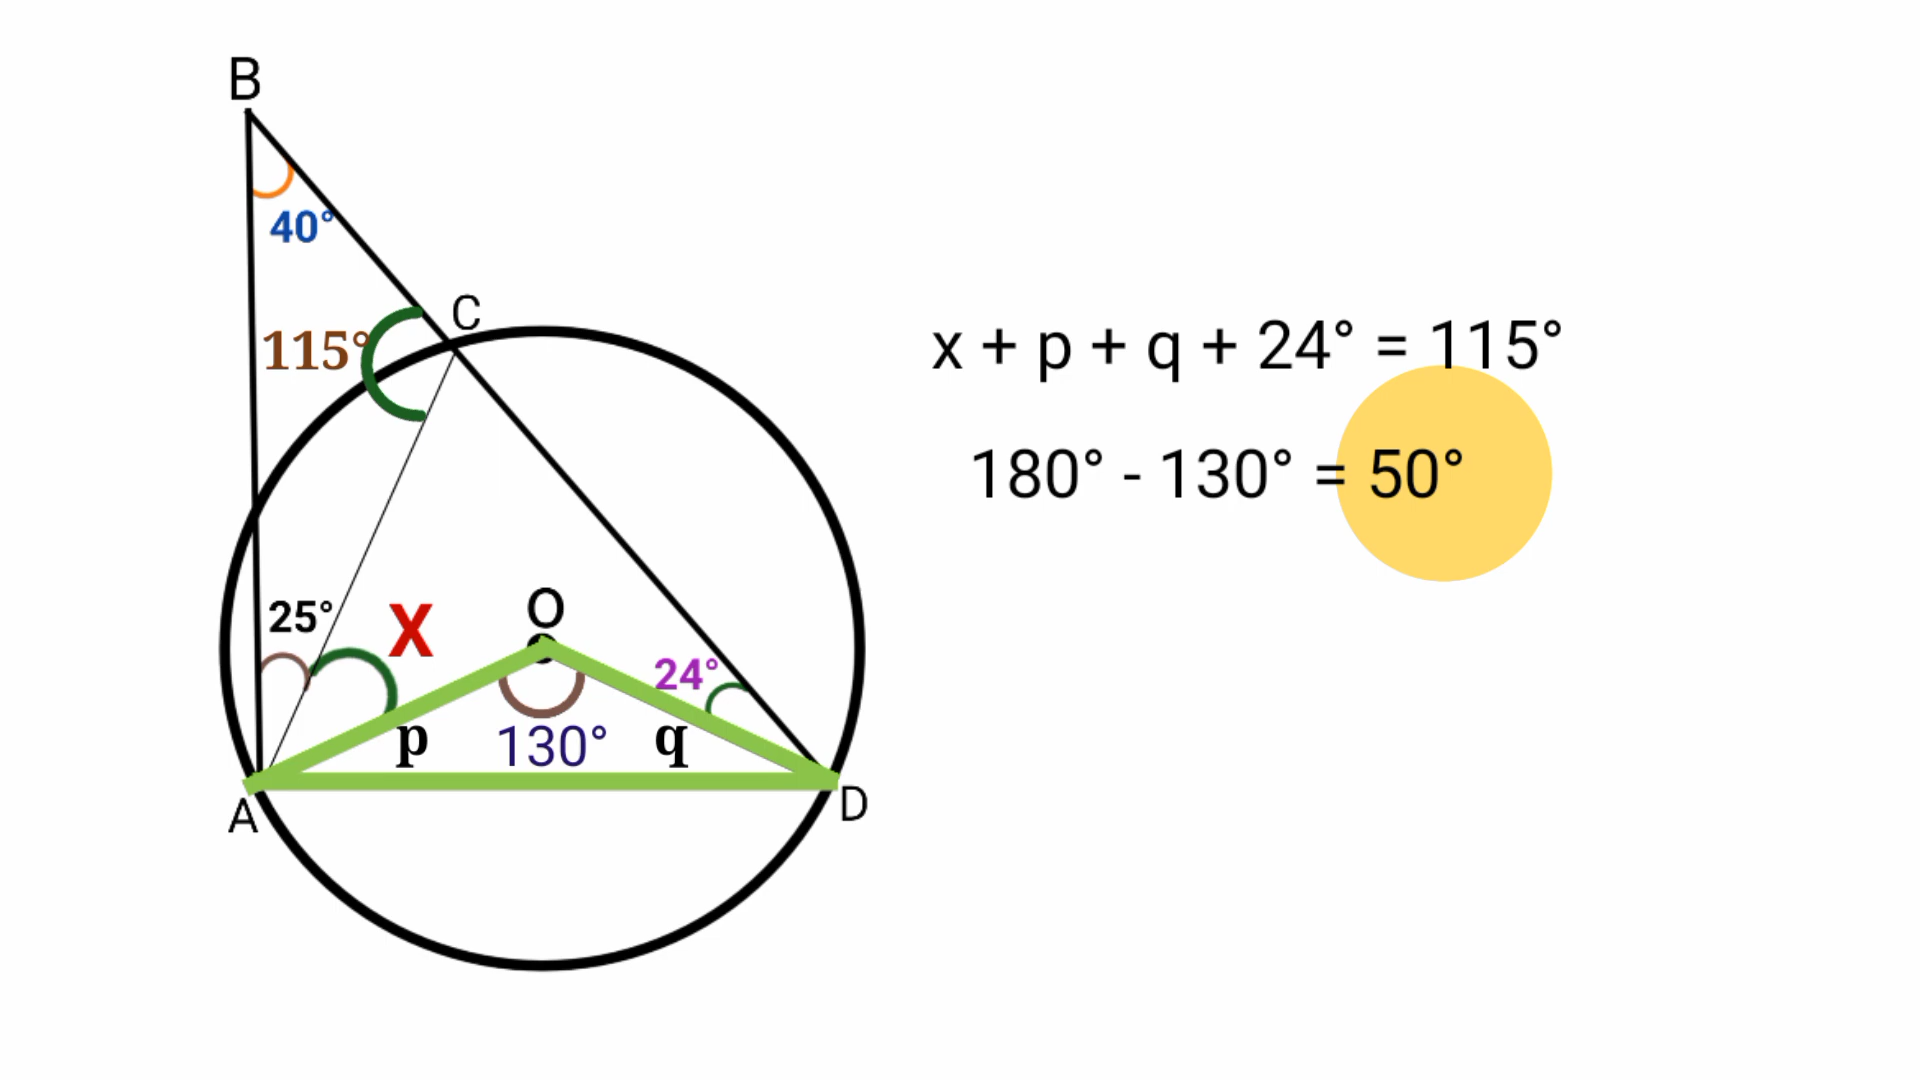 B
40°
C
115°
x + p + q + 24° = 115°
180° - 130° = 50°
25°
X
O
24°
p
130°
q
A
D